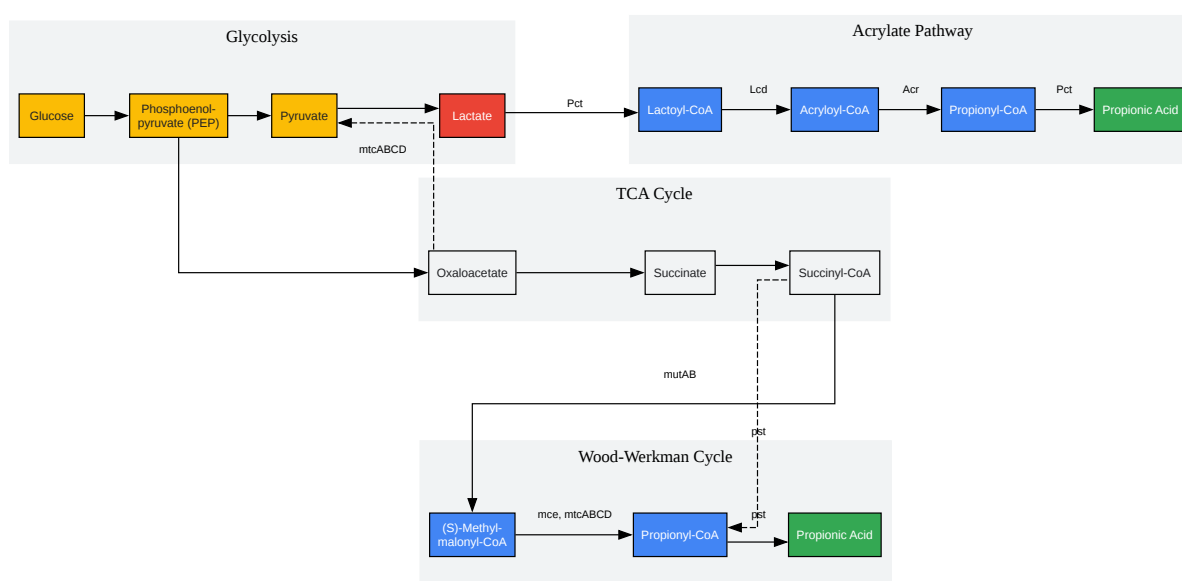 Glycolysis
Acrylate Pathway
Glucose
Phosphoenol-
pyruvate (PEP)
Pyruvate
Lactate
Pct
Lactoyl-CoA
Lcd
Acryloyl-CoA
Acr
Propionyl-CoA
Pct
Propionic Acid
mtcABCD
TCA Cycle
Oxaloacetate
Succinate
Succinyl-CoA
mutAB
pst
Wood-Werkman Cycle
(S)-Methyl-
malonyl-CoA
mce, mtcABCD
Propionyl-CoA
pst
Propionic Acid